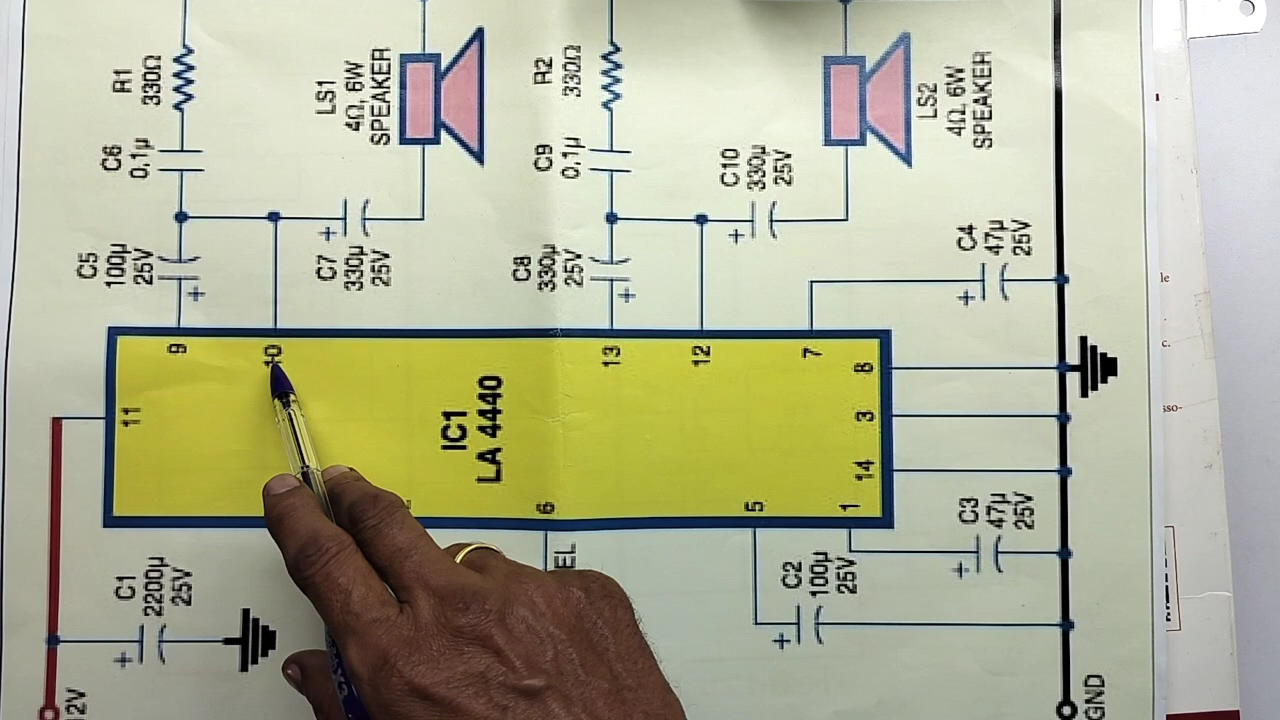 R1
330Ω
C6
0.1µ
C5
100µ
25V
+
LS1
4Ω, 6W
SPEAKER
C7
330µ
25V
+
R2
330Ω
C9
0.1µ
C8
330µ
25V
+
C10
330µ
25V
+
LS2
4Ω, 6W
SPEAKER
C4
47µ
25V
+
9
10
11
13
12
7
8
3
14
1
5
6
IC1
LA 4440
C1
2200µ
25V
+
C2
100µ
25V
+
C3
47µ
25V
+
GND